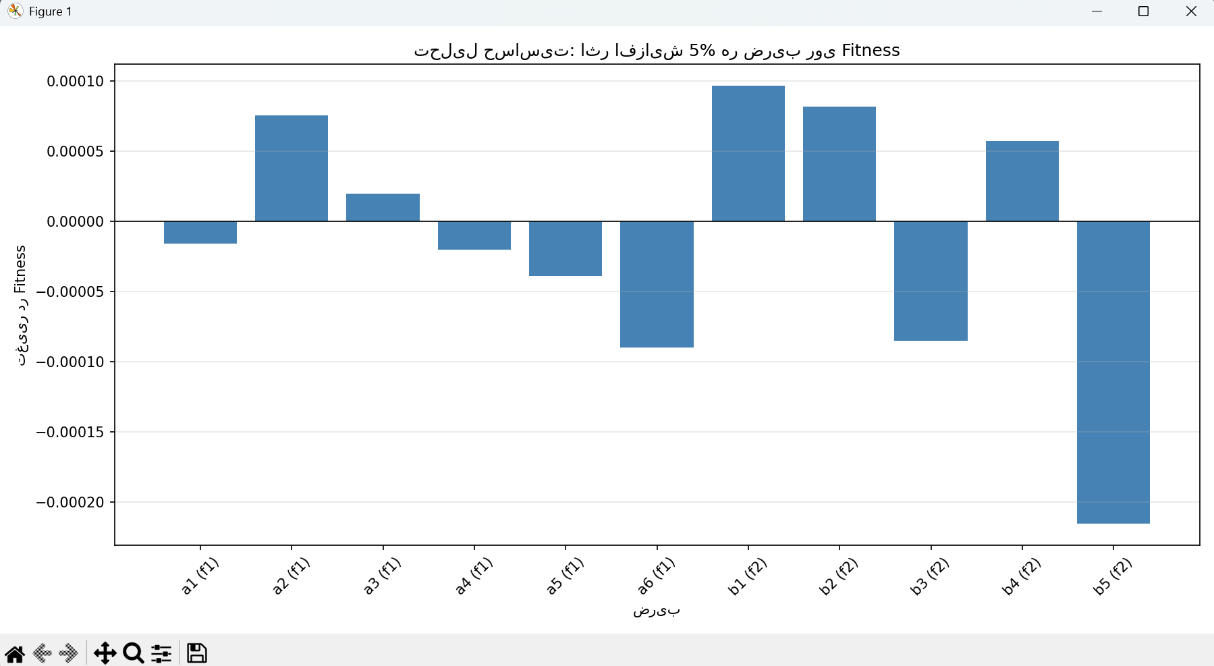 Figure 1
تحلیل حساسیت: اثر افزایش 5% هر ضریب روی Fitness
تغییر در Fitness
0.00010
0.00005
0.00000
−0.00005
−0.00010
−0.00015
−0.00020
a1 (f1)
a2 (f1)
a3 (f1)
a4 (f1)
a5 (f1)
a6 (f1)
b1 (f2)
b2 (f2)
b3 (f2)
b4 (f2)
b5 (f2)
ضریب